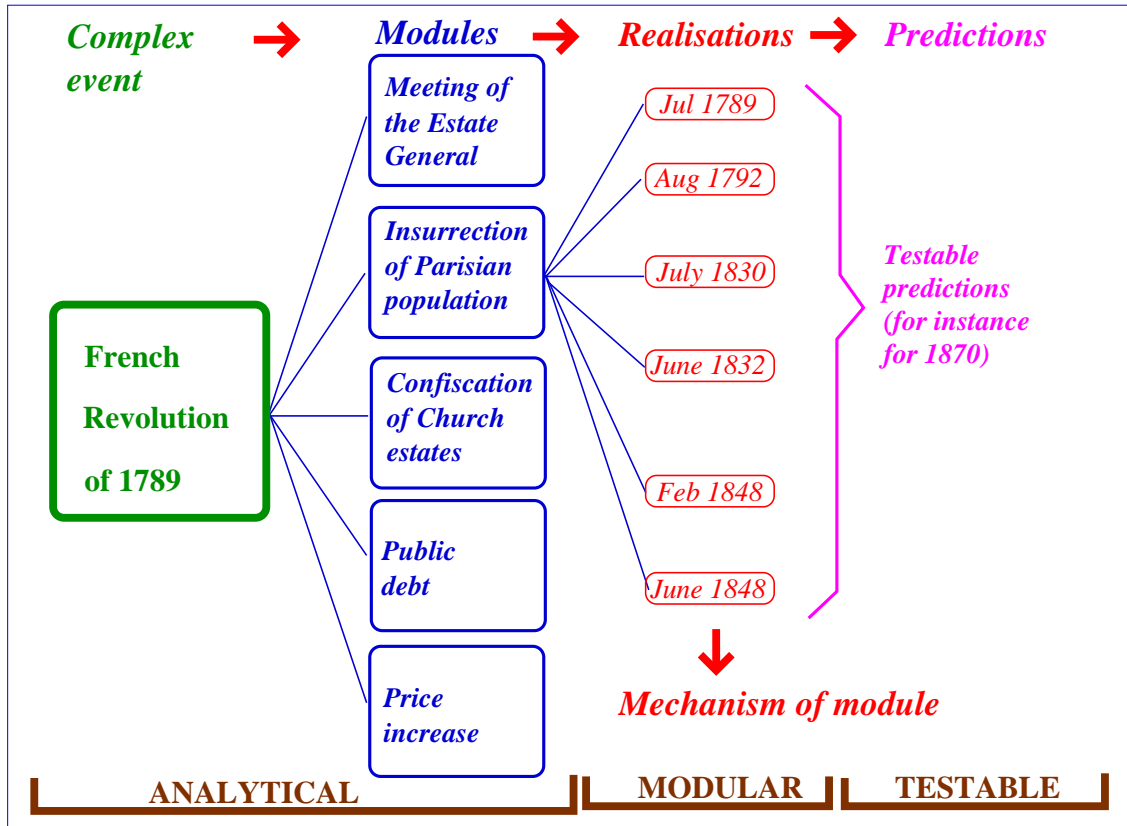 Complex
event
Modules
Realisations
Predictions
Meeting of
the Estate
General
Insurrection
of Parisian
population
Confiscation
of Church
estates
Public
debt
Price
increase
French
Revolution
of 1789
Jul 1789
Aug 1792
July 1830
June 1832
Feb 1848
June 1848
Testable
predictions
(for instance
for 1870)
Mechanism of module
ANALYTICAL
MODULAR
TESTABLE